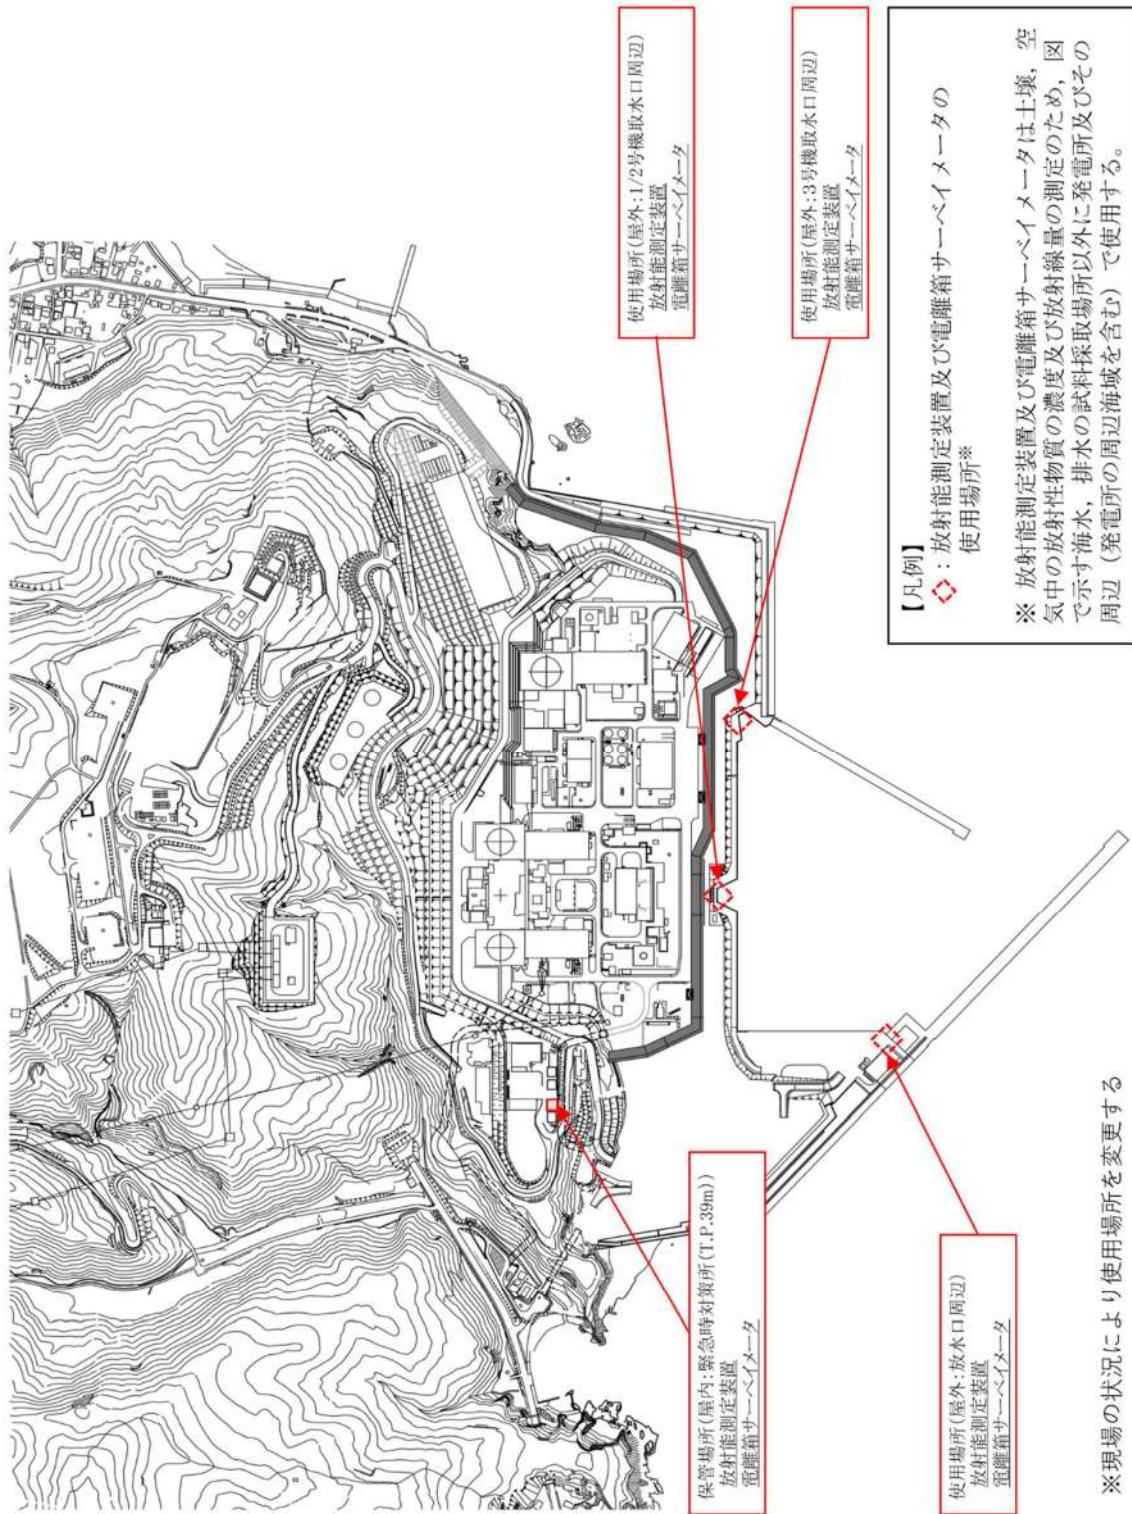 保管場所(屋内:緊急時対策所(T.P.39m))
放射能測定装置
電離箱サーベイメータ
使用場所(屋外:放水口周辺)
放射能測定装置
電離箱サーベイメータ
使用場所(屋外:1/2号機取水口周辺)
放射能測定装置
電離箱サーベイメータ
使用場所(屋外:3号機取水口周辺)
放射能測定装置
電離箱サーベイメータ
【凡例】
:放射能測定装置及び電離箱サーベイメータの
使用場所※
※ 放射能測定装置及び電離箱サーベイメータは土壌，空
気中の放射性物質の濃度及び放射線量の測定のため，図
で示す海水，排水の試料採取場所以外に発電所及びその
周辺（発電所の周辺海域を含む）で使用する。
※現場の状況により使用場所を変更する